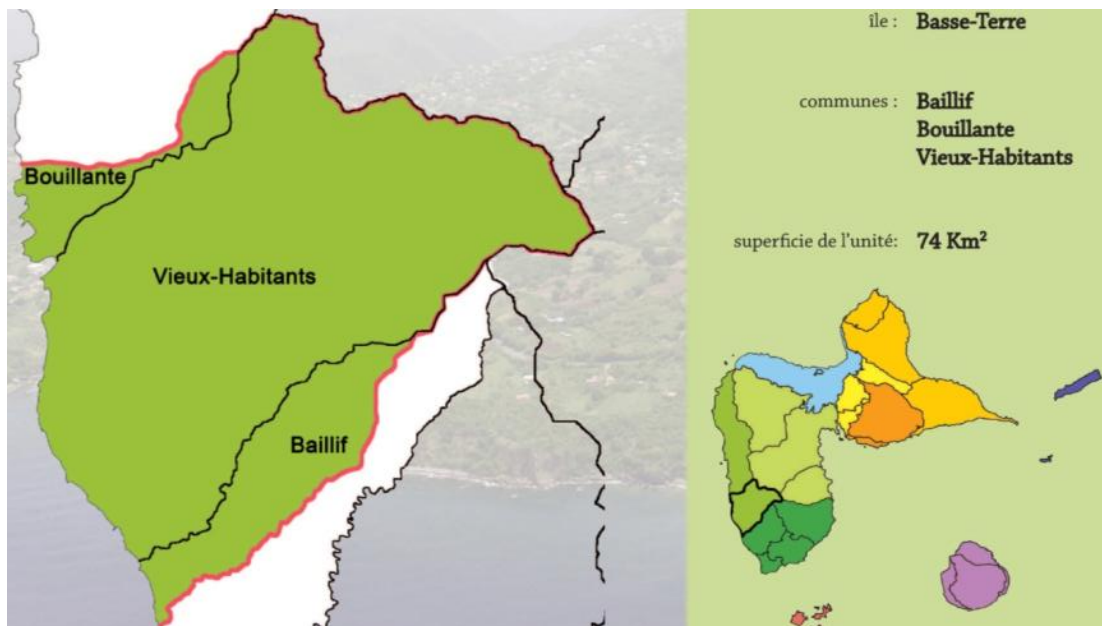 Bouillante
Vieux-Habitants
Baillif
île : Basse-Terre
communes : Baillif
Bouillante
Vieux-Habitants
superficie de l'unité: 74 Km²